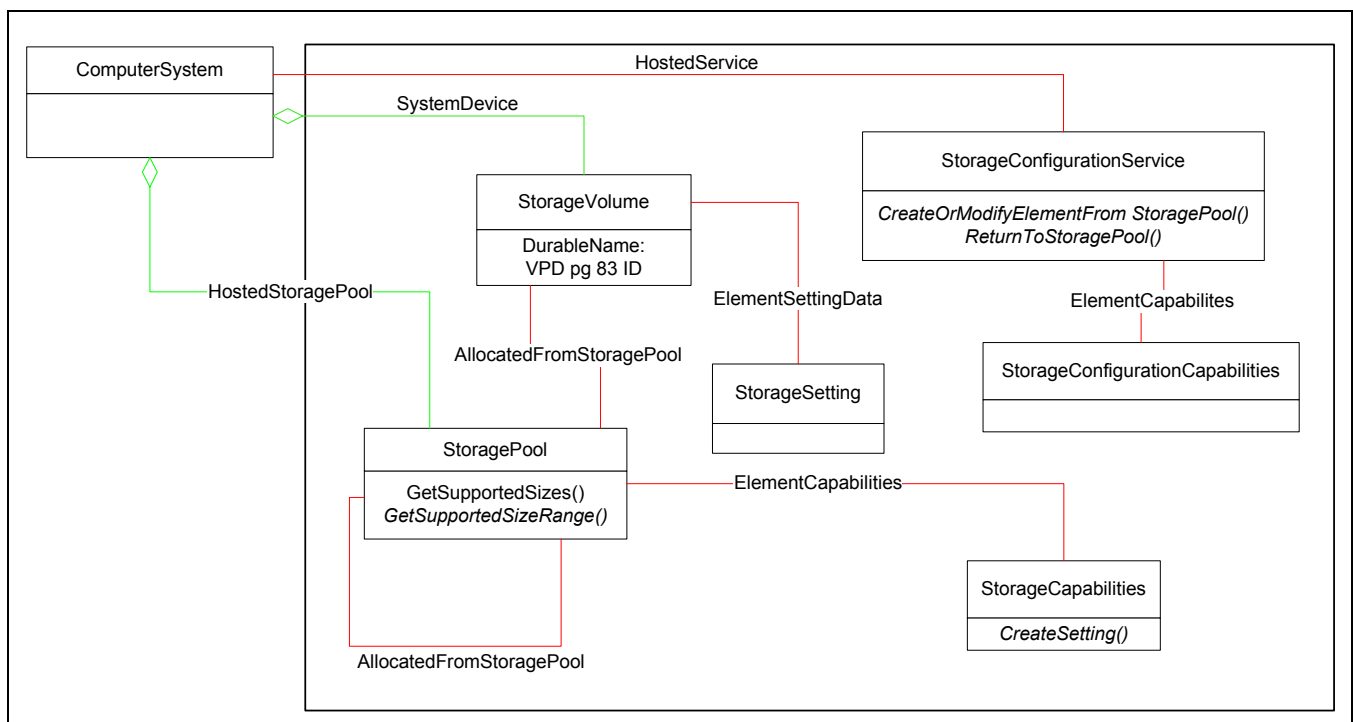 HostedService
ComputerSystem
SystemDevice
StorageConfigurationService
CreateOrModifyElementFrom StoragePool()
ReturnToStoragePool()
StorageVolume
DurableName:
VPD pg 83 ID
HostedStoragePool
ElementSettingData
ElementCapabilites
AllocatedFromStoragePool
StorageConfigurationCapabilities
StorageSetting
StoragePool
GetSupportedSizes()
GetSupportedSizeRange()
ElementCapabilities
StorageCapabilities
CreateSetting()
AllocatedFromStoragePool